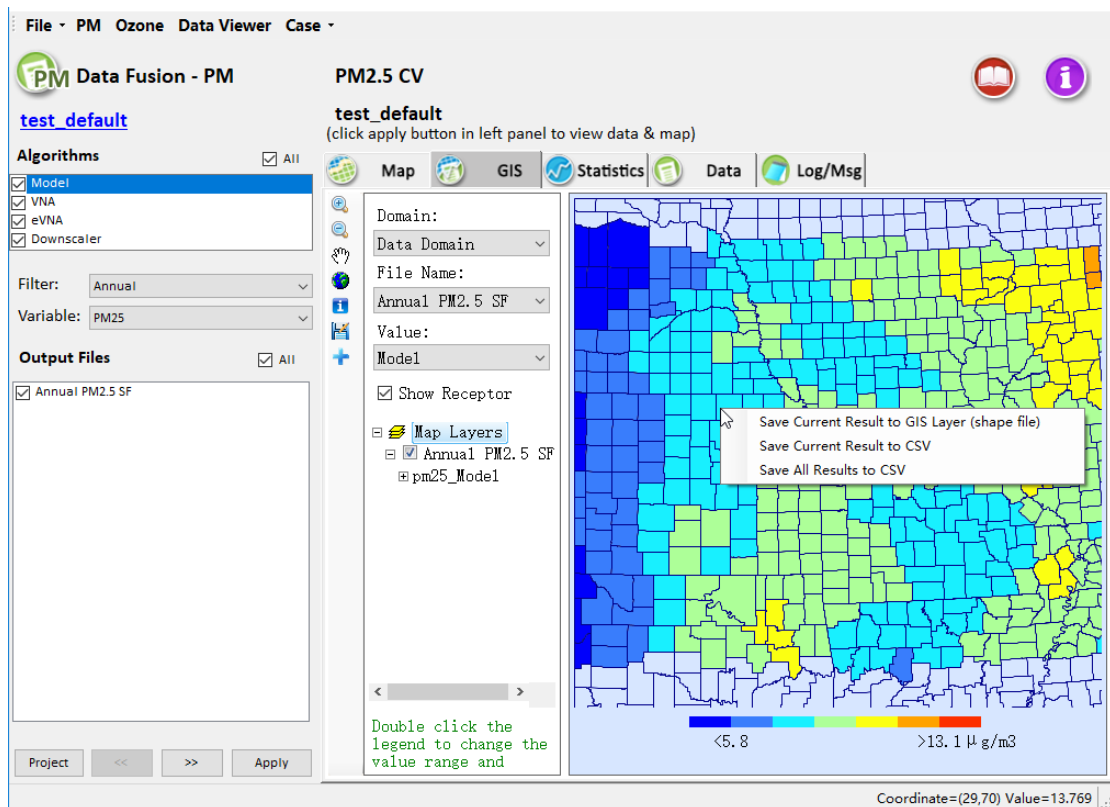 File PM Ozone Data Viewer Case
PM Data Fusion - PM
PM2.5 CV
test_default
test_default
(click apply button in left panel to view data & map)
Algorithms
All
Model
VNA
eVNA
Downscaler
Filter: Annual
Variable: PM25
Output Files
All
Annual PM2.5 SF
Project << >> Apply
Map GIS Statistics Data Log/Msg
Domain:
Data Domain
File Name:
Annual PM2.5 SF
Value:
Model
Show Receptor
Map Layers
Annual PM2.5 SF
pm25_Model
Double click the
legend to change the
value range and
Save Current Result to GIS Layer (shape file)
Save Current Result to CSV
Save All Results to CSV
<5.8 >13.1 μg/m3
Coordinate=(29,70) Value=13.769